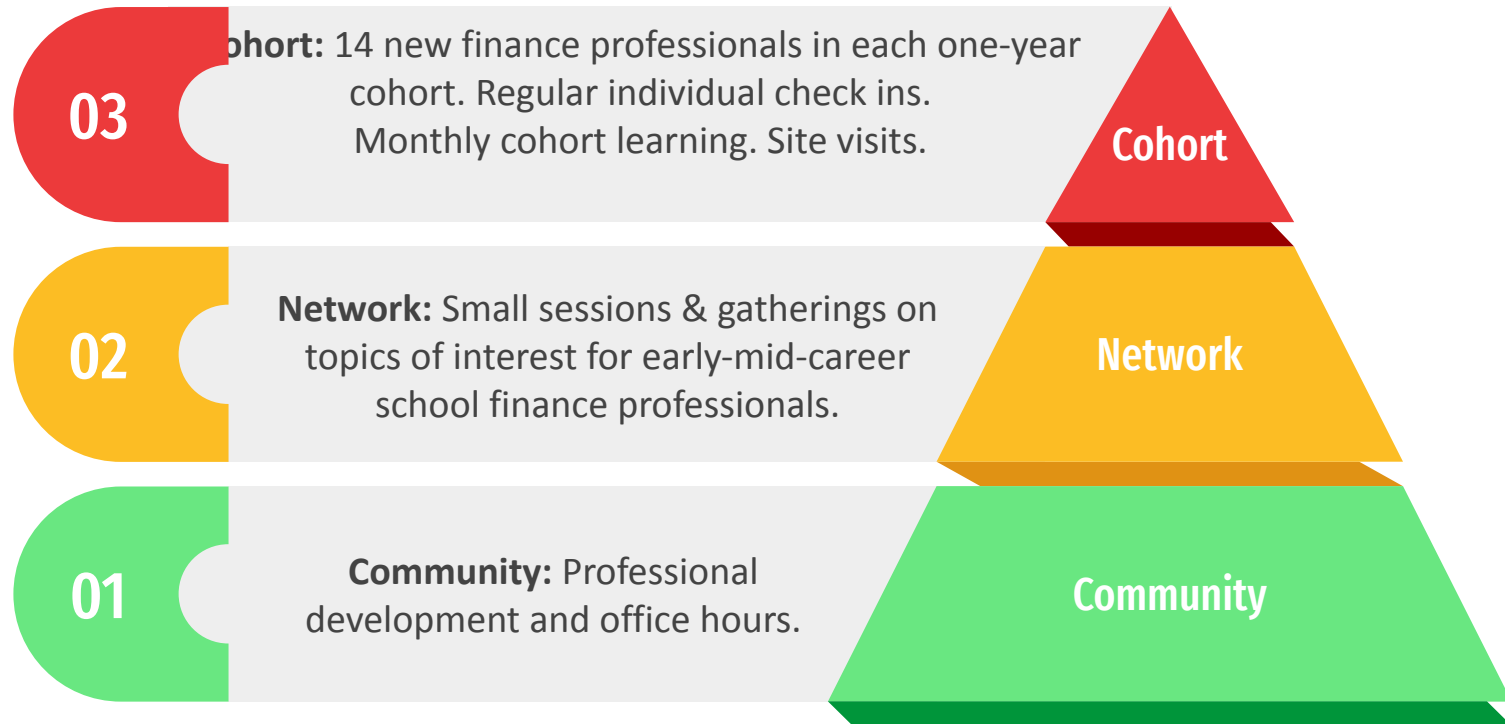 03
ohort: 14 new finance professionals in each one-year
cohort. Regular individual check ins.
Monthly cohort learning. Site visits.
Cohort
02
Network: Small sessions & gatherings on
topics of interest for early-mid-career
school finance professionals.
Network
01
Community: Professional
development and office hours.
Community